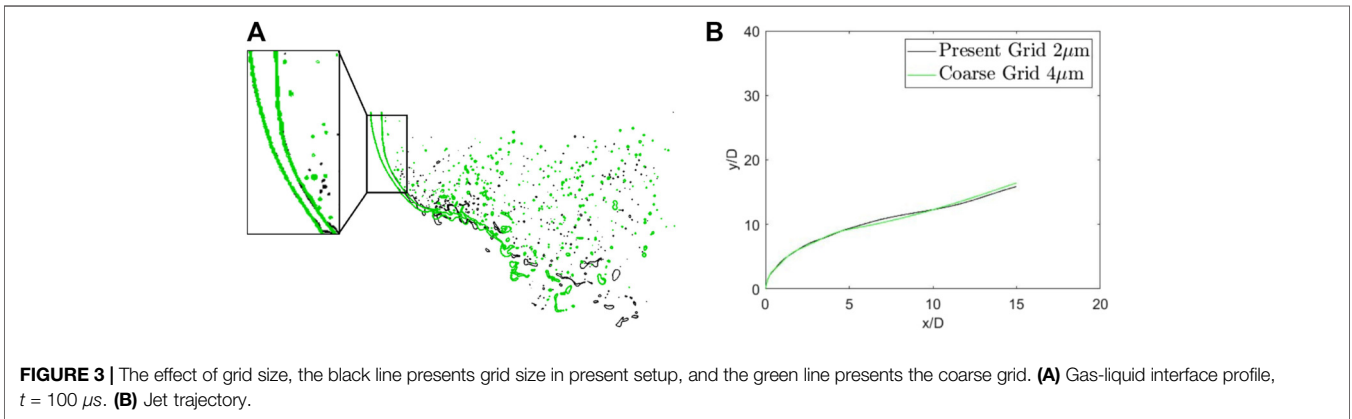 A
B
40
30
20
10
0
y/D
Present Grid 2μm
Coarse Grid 4μm
0
5
10
15
20
x/D
FIGURE 3 | The effect of grid size, the black line presents grid size in present setup, and the green line presents the coarse grid. (A) Gas-liquid interface profile,
t = 100 μs. (B) Jet trajectory.